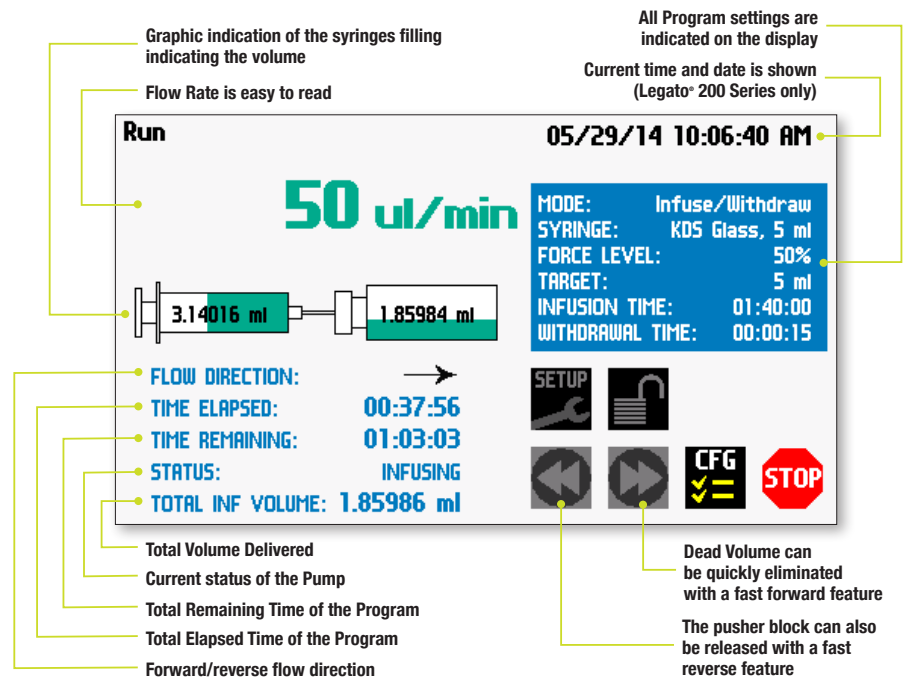 Graphic indication of the syringes filling
indicating the volume
Flow Rate is easy to read
All Program settings are
indicated on the display
Current time and date is shown
(Legato® 200 Series only)
Run
05/29/14 10:06:40 AM
50 ul/min
MODE: Infuse/Withdraw
SYRINGE: KDS Glass, 5 ml
FORCE LEVEL: 50%
TARGET: 5 ml
INFUSION TIME: 01:40:00
WITHDRAWAL TIME: 00:00:15
3.14016 ml
1.85984 ml
FLOW DIRECTION:
TIME ELAPSED: 00:37:56
TIME REMAINING: 01:03:03
STATUS: INFUSING
TOTAL INF VOLUME: 1.85986 ml
SETUP
CFG
STOP
Total Volume Delivered
Current status of the Pump
Total Remaining Time of the Program
Total Elapsed Time of the Program
Forward/reverse flow direction
Dead Volume can
be quickly eliminated
with a fast forward feature
The pusher block can also
be released with a fast
reverse feature